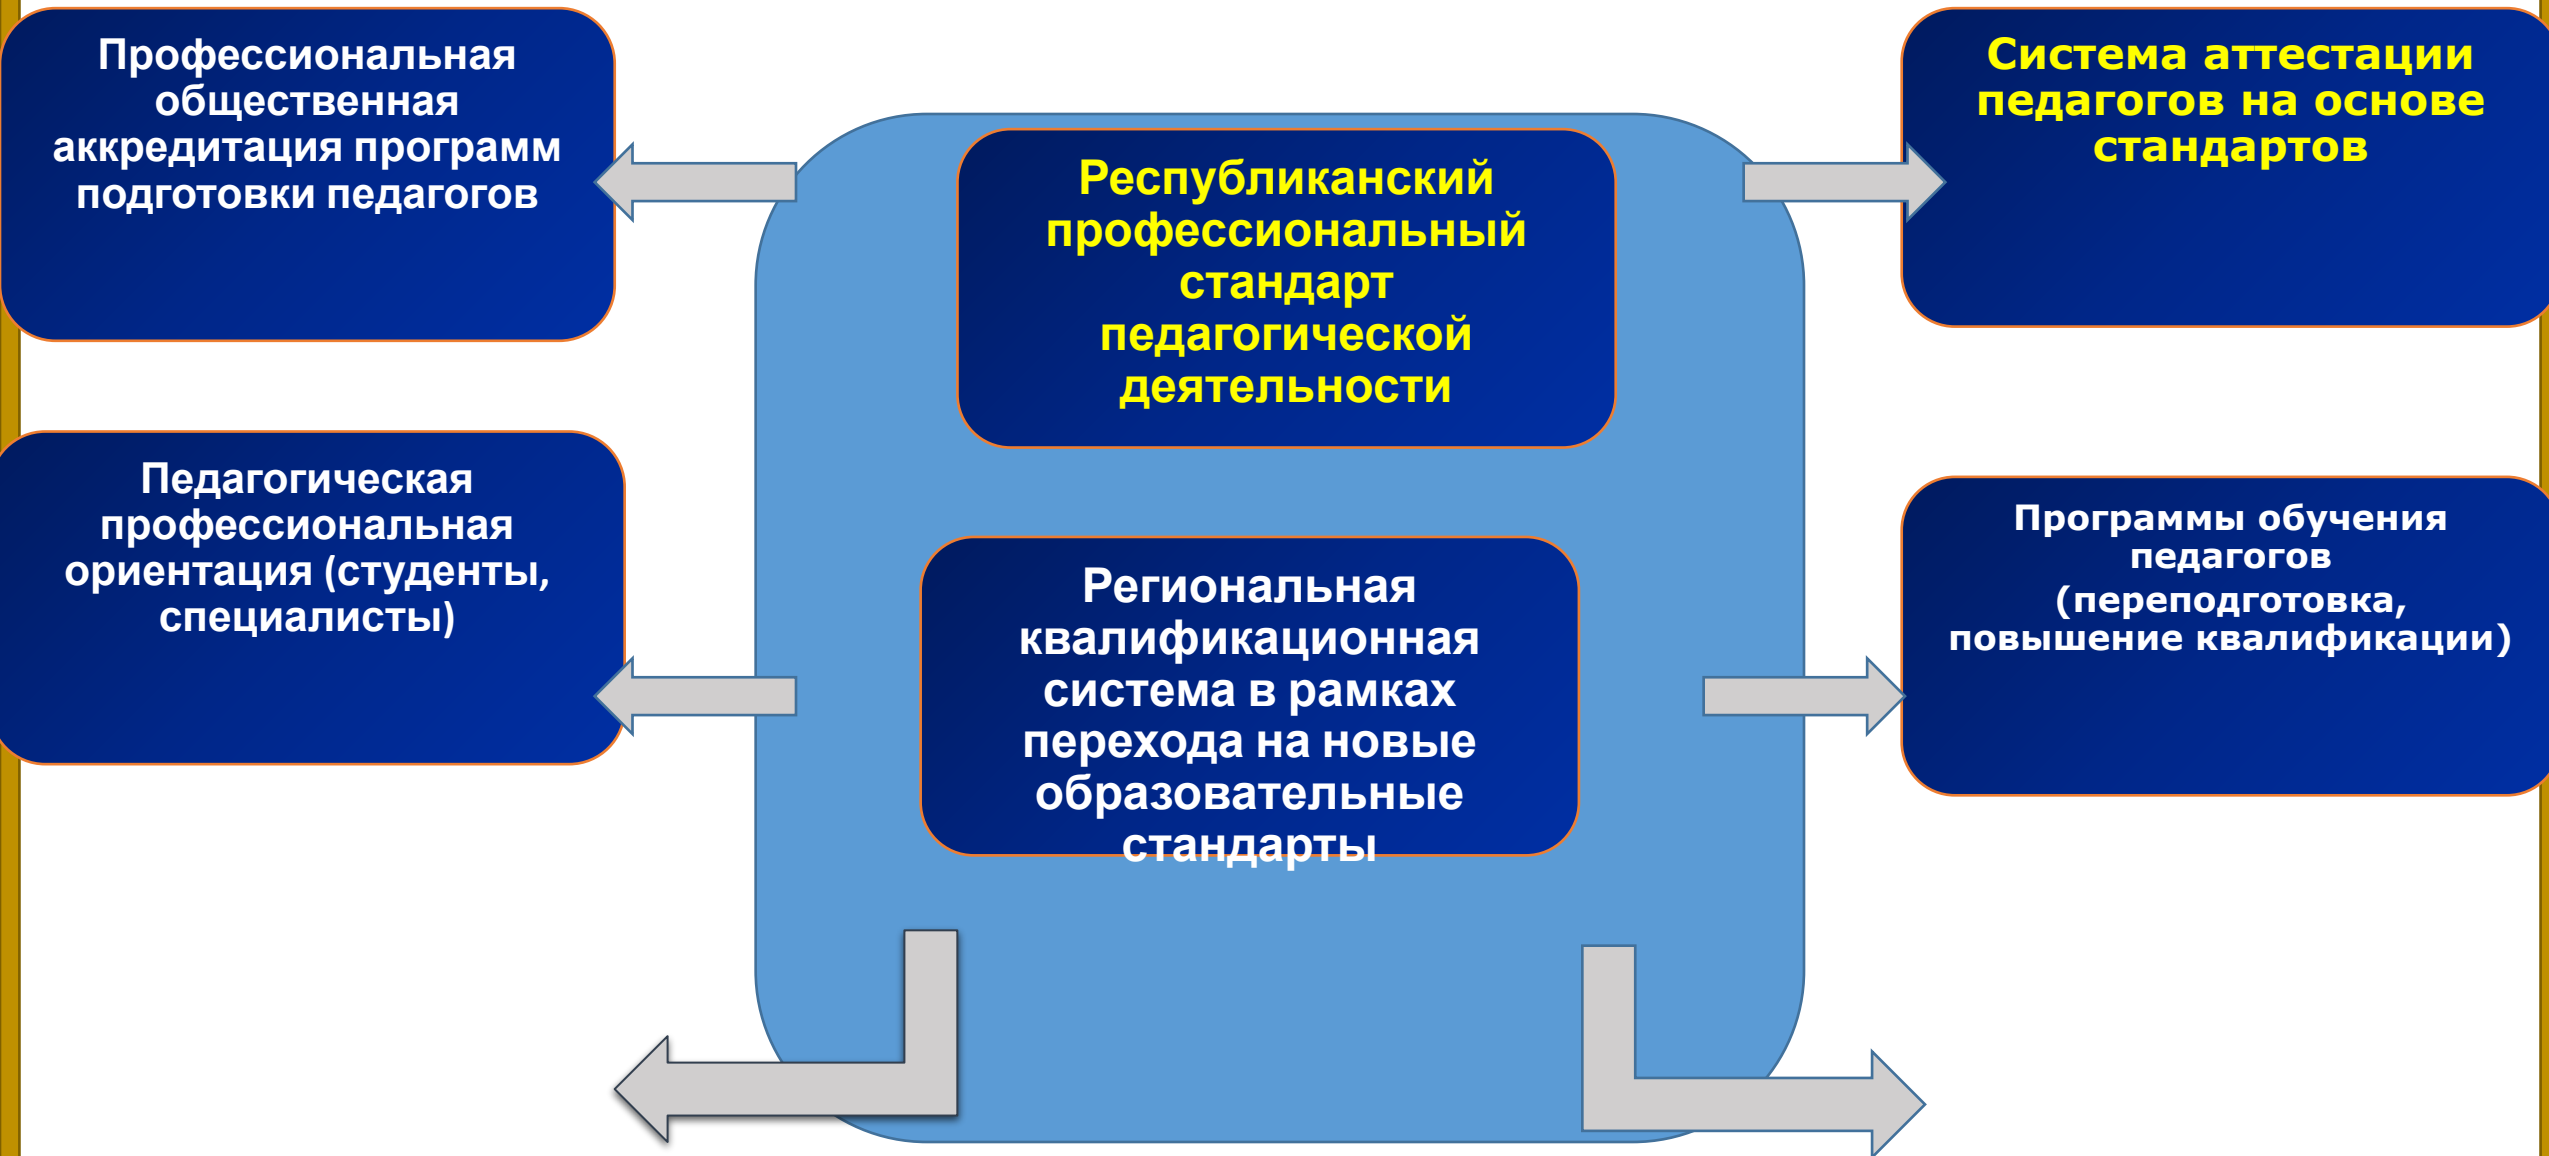 Профессиональная
общественная
аккредитация программ
подготовки педагогов
Республиканский
профессиональный
стандарт
педагогической
деятельности
Система аттестации
педагогов на основе
стандартов
Педагогическая
профессиональная
ориентация (студенты,
специалисты)
Региональная
квалификационная
система в рамках
перехода на новые
образовательные
стандарты
Программы обучения
педагогов
(переподготовка,
повышение квалификации)